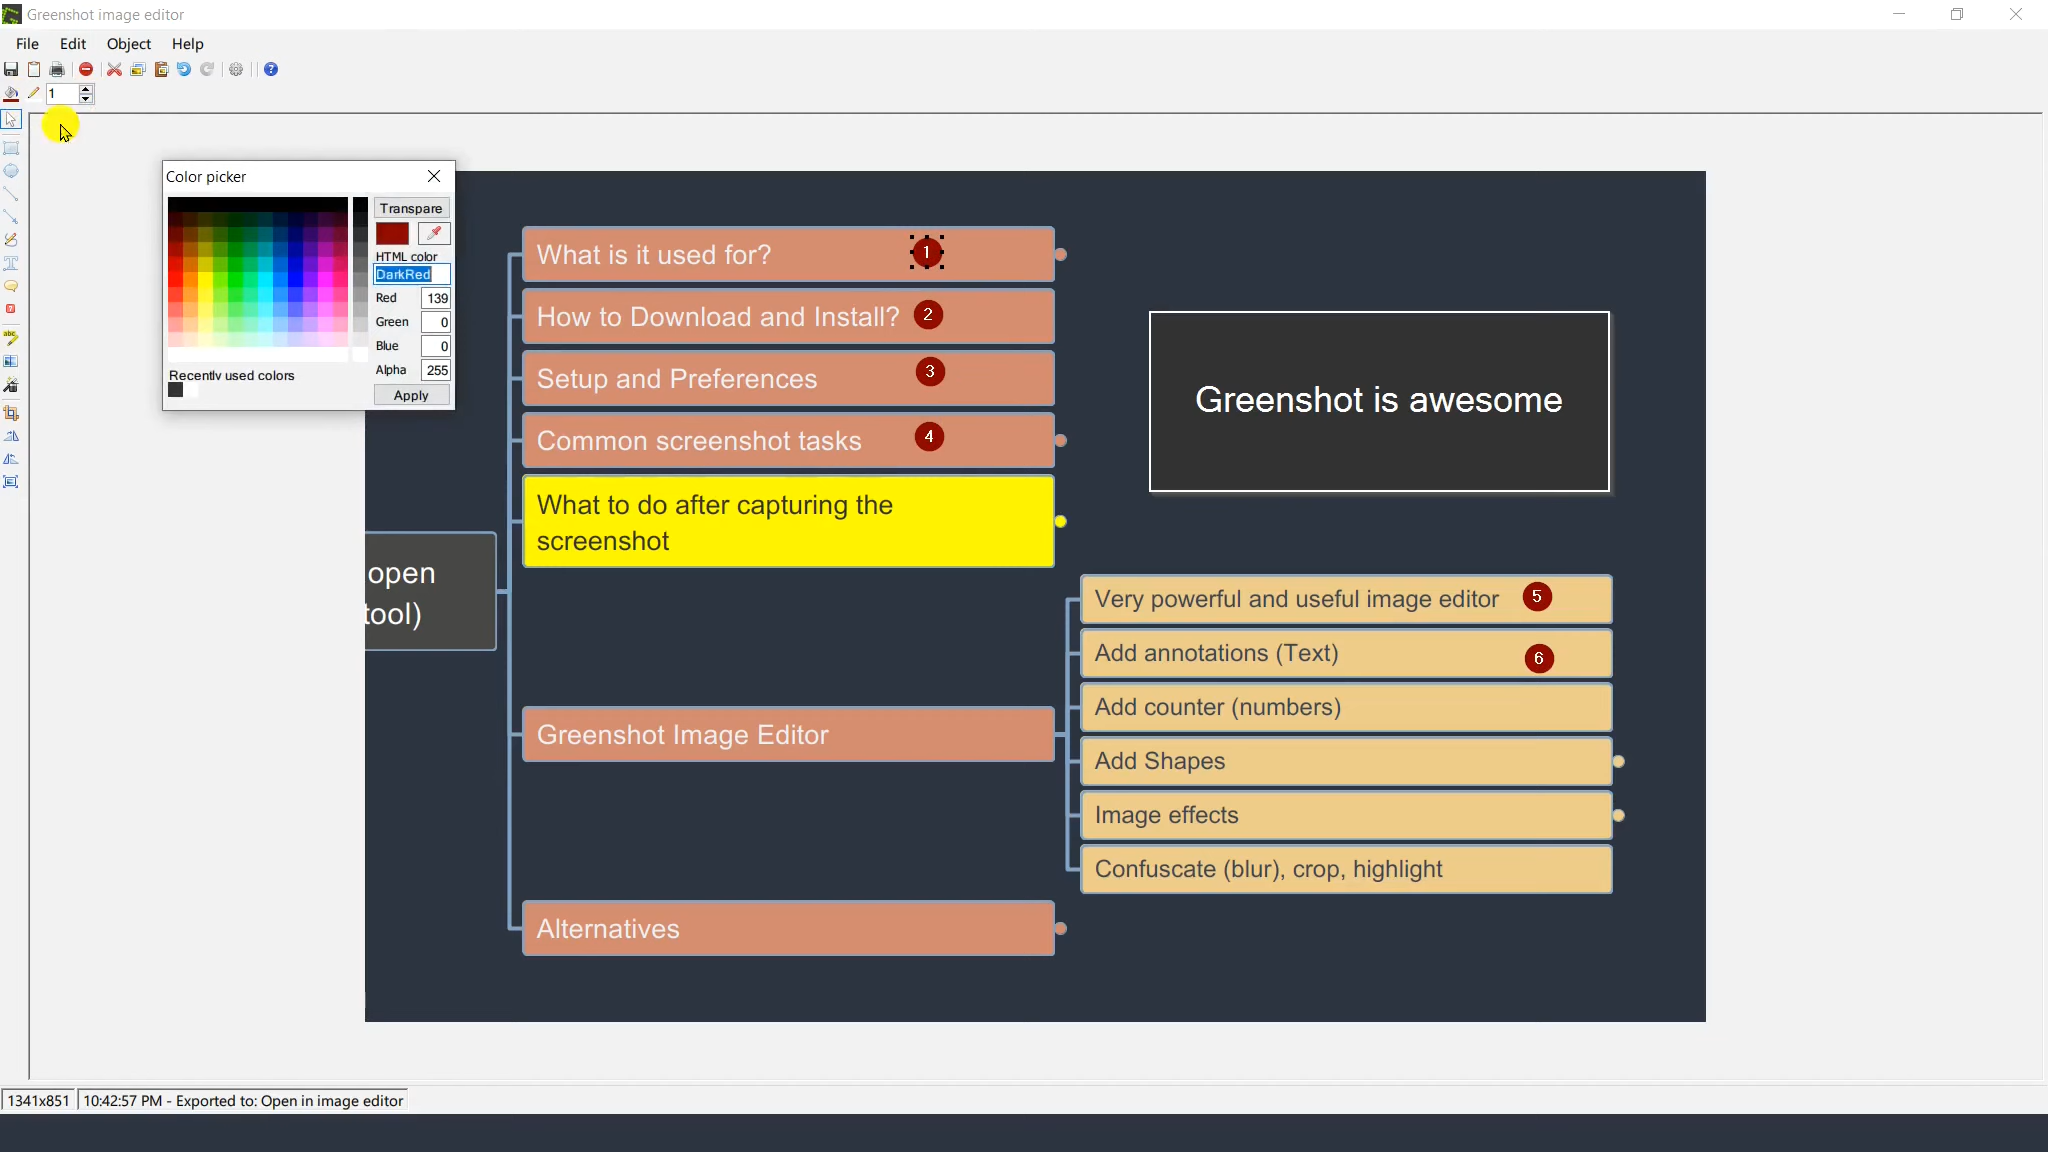 Greenshot image editor
File Edit Object Help
1
Color picker
Transpare
HTML color
DarkRed
Red 139
Green 0
Blue 0
Alpha 255
Recently used colors
Apply
What is it used for? 1
How to Download and Install? 2
Setup and Preferences 3
Common screenshot tasks 4
What to do after capturing the
screenshot
Greenshot is awesome
open
tool)
Very powerful and useful image editor 5
Add annotations (Text) 6
Add counter (numbers)
Greenshot Image Editor
Add Shapes
Image effects
Confuscate (blur), crop, highlight
Alternatives
1341x851 10:42:57 PM - Exported to: Open in image editor